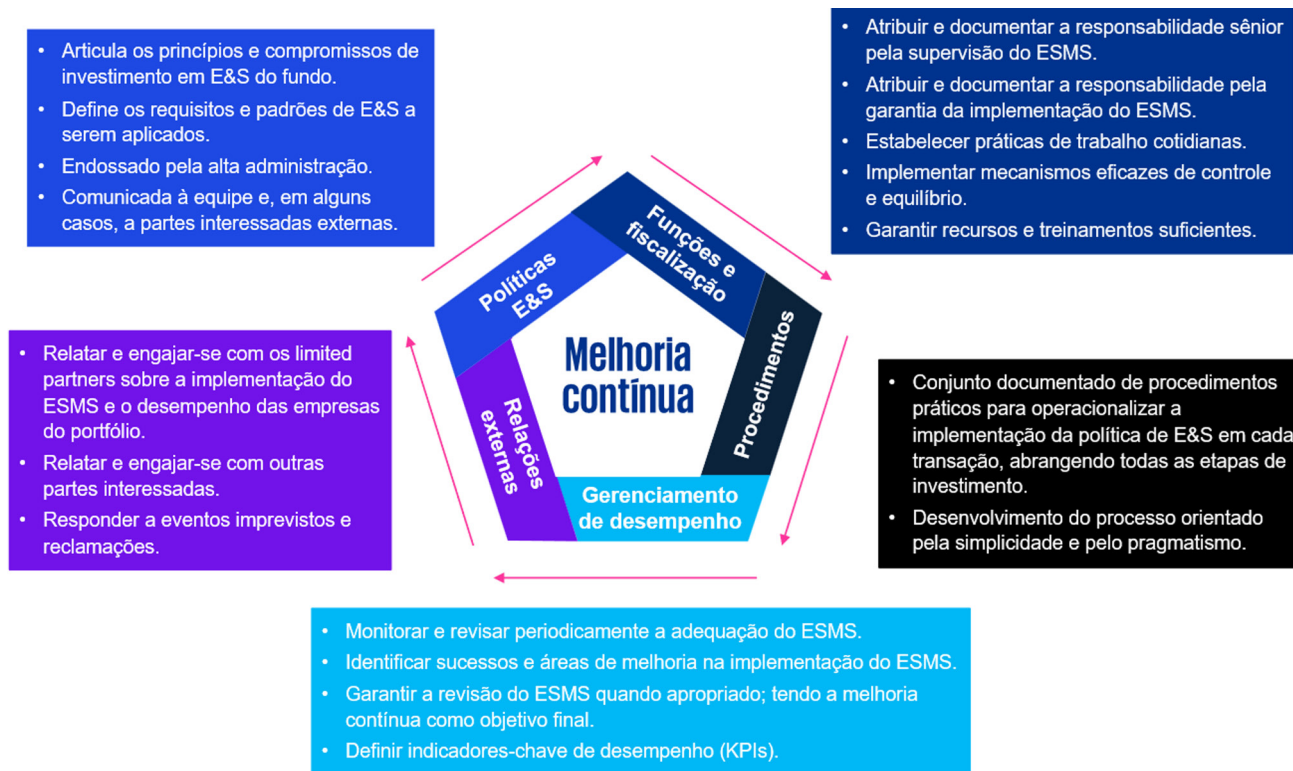 • Articula os princípios e compromissos de
investimento em E&S do fundo.
• Define os requisitos e padrões de E&S a
serem aplicados.
• Endossado pela alta administração.
• Comunicada à equipe e, em alguns
casos, a partes interessadas externas.
• Atribuir e documentar a responsabilidade sênior
pela supervisão do ESMS.
• Atribuir e documentar a responsabilidade pela
garantia da implementação do ESMS.
• Estabelecer práticas de trabalho cotidianas.
• Implementar mecanismos eficazes de controle
e equilíbrio.
• Garantir recursos e treinamentos suficientes.
Políticas
E&S
Funções e
fiscalização
Procedimentos
Gerenciamento
de desempenho
Relações
externas
Melhoria
contínua
• Relatar e engajar-se com os limited
partners sobre a implementação do
ESMS e o desempenho das empresas
do portfólio.
• Relatar e engajar-se com outras
partes interessadas.
• Responder a eventos imprevistos e
reclamações.
• Conjunto documentado de procedimentos
práticos para operacionalizar a
implementação da política de E&S em cada
transação, abrangendo todas as etapas de
investimento.
• Desenvolvimento do processo orientado
pela simplicidade e pelo pragmatismo.
• Monitorar e revisar periodicamente a adequação do ESMS.
• Identificar sucessos e áreas de melhoria na implementação do ESMS.
• Garantir a revisão do ESMS quando apropriado; tendo a melhoria
contínua como objetivo final.
• Definir indicadores-chave de desempenho (KPIs).